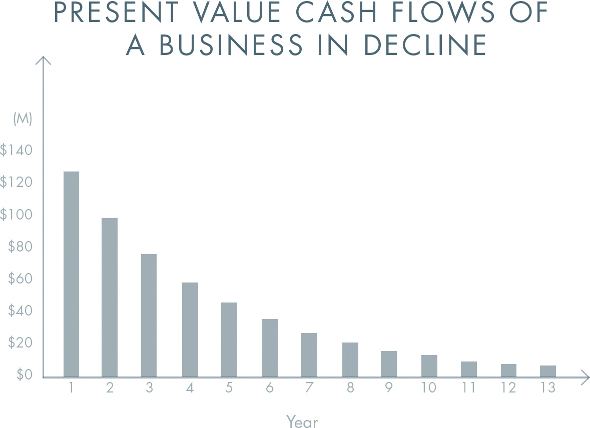 PRESENT VALUE CASH FLOWS OF
A BUSINESS IN DECLINE
(M)
$140
$120
$100
$80
$60
$40
$20
$0
1 2 3 4 5 6 7 8 9 10 11 12 13
Year